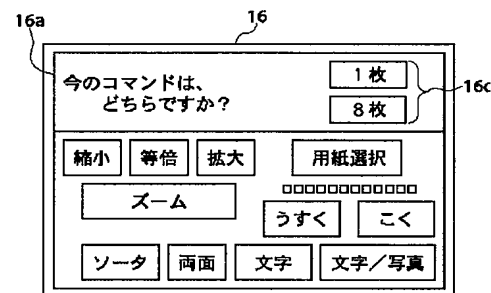 16
16a
今のコマンドは、
どちらですか？
1枚
8枚
16c
縮小 等倍 拡大 用紙選択
ズーム
うすく こく
ソータ 両面 文字 文字／写真